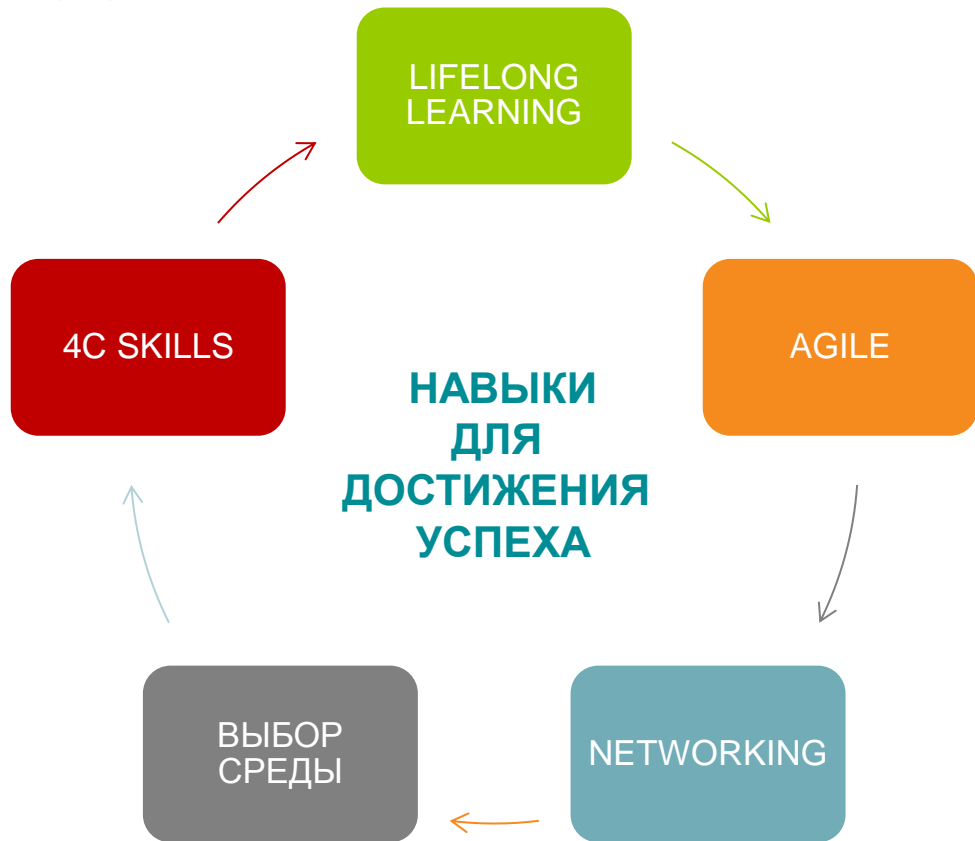 LIFELONG
LEARNING
4C SKILLS
AGILE
НАВЫКИ
ДЛЯ
ДОСТИЖЕНИЯ
УСПЕХА
ВЫБОР
СРЕДЫ
NETWORKING